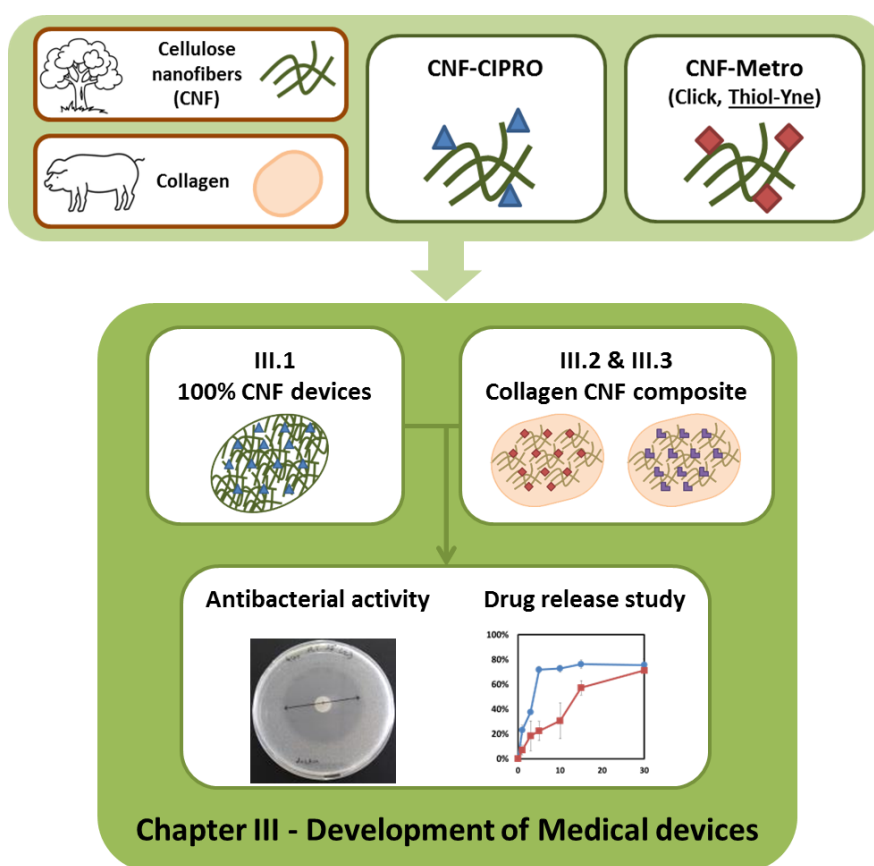 Cellulose
nanofibers
(CNF)
Collagen
CNF-CIPRO
CNF-Metro
(Click, Thiol-Yne)
III.1
100% CNF devices
III.2 & III.3
Collagen CNF composite
Antibacterial activity
Drug release study
100%
80%
60%
40%
20%
0%
0
10
20
30
Chapter III - Development of Medical devices